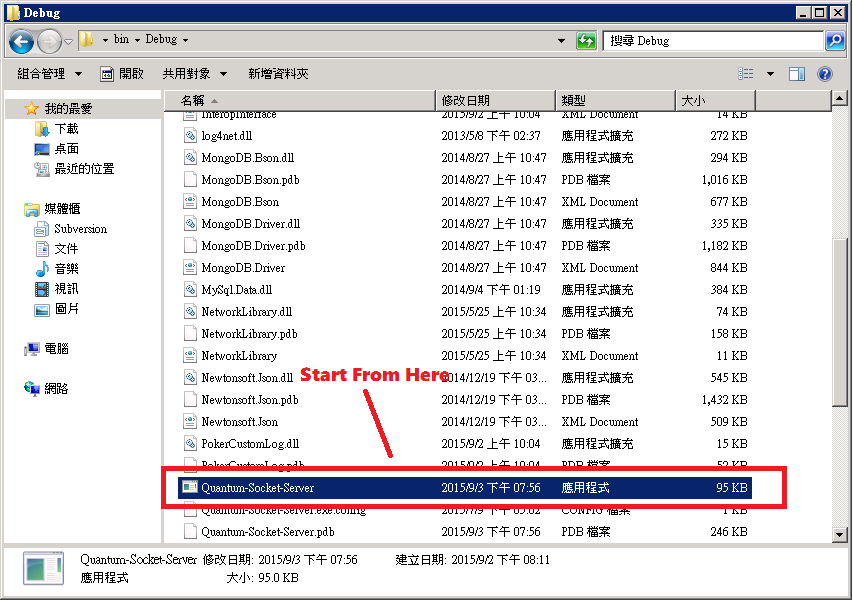 Debug
bin Debug
搜尋 Debug
組合管理 開啟 共用對象 新增資料夾
我的最愛
下載
桌面
最近的位置
媒體櫃
Subversion
文件
音樂
視訊
圖片
電腦
網路
名稱 修改日期 類型 大小
InteropInterface 2015/9/2 上午 10:04 XML Document 14 KB
log4net.dll 2013/5/8 下午 02:37 應用程式擴充 272 KB
MongoDB.Bson.dll 2014/8/27 上午 10:47 應用程式擴充 294 KB
MongoDB.Bson.pdb 2014/8/27 上午 10:47 PDB 檔案 1,016 KB
MongoDB.Bson 2014/8/27 上午 10:47 XML Document 677 KB
MongoDB.Driver.dll 2014/8/27 上午 10:47 應用程式擴充 335 KB
MongoDB.Driver.pdb 2014/8/27 上午 10:47 PDB 檔案 1,182 KB
MongoDB.Driver 2014/8/27 上午 10:47 XML Document 844 KB
MySql.Data.dll 2014/9/4 下午 01:19 應用程式擴充 384 KB
NetworkLibrary.dll 2015/5/25 上午 10:34 應用程式擴充 74 KB
NetworkLibrary.pdb 2015/5/25 上午 10:34 PDB 檔案 158 KB
NetworkLibrary 2015/5/25 上午 10:34 XML Document 11 KB
Newtonsoft.Json.dll 2014/12/19 下午 03... 應用程式擴充 545 KB
Start From Here
Newtonsoft.Json.pdb 2014/12/19 下午 03... PDB 檔案 1,432 KB
Newtonsoft.Json 2014/12/19 下午 03... XML Document 509 KB
PokerCustomLog.dll 2015/9/2 上午 10:04 應用程式擴充 15 KB
PokerCustomLog.pdb 2015/9/2 上午 10:04 PDB 檔案 52 KB
Quantum-Socket-Server 2015/9/3 下午 07:56 應用程式 95 KB
Quantum-Socket-Server.exe.config 2015/7/9 下午 05:02 CONFIG 檔案 1 KB
Quantum-Socket-Server.pdb 2015/9/3 下午 07:56 PDB 檔案 246 KB
Quantum-Socket-Server 修改日期: 2015/9/3 下午 07:56 建立日期: 2015/9/2 下午 08:11
應用程式 大小: 95.0 KB